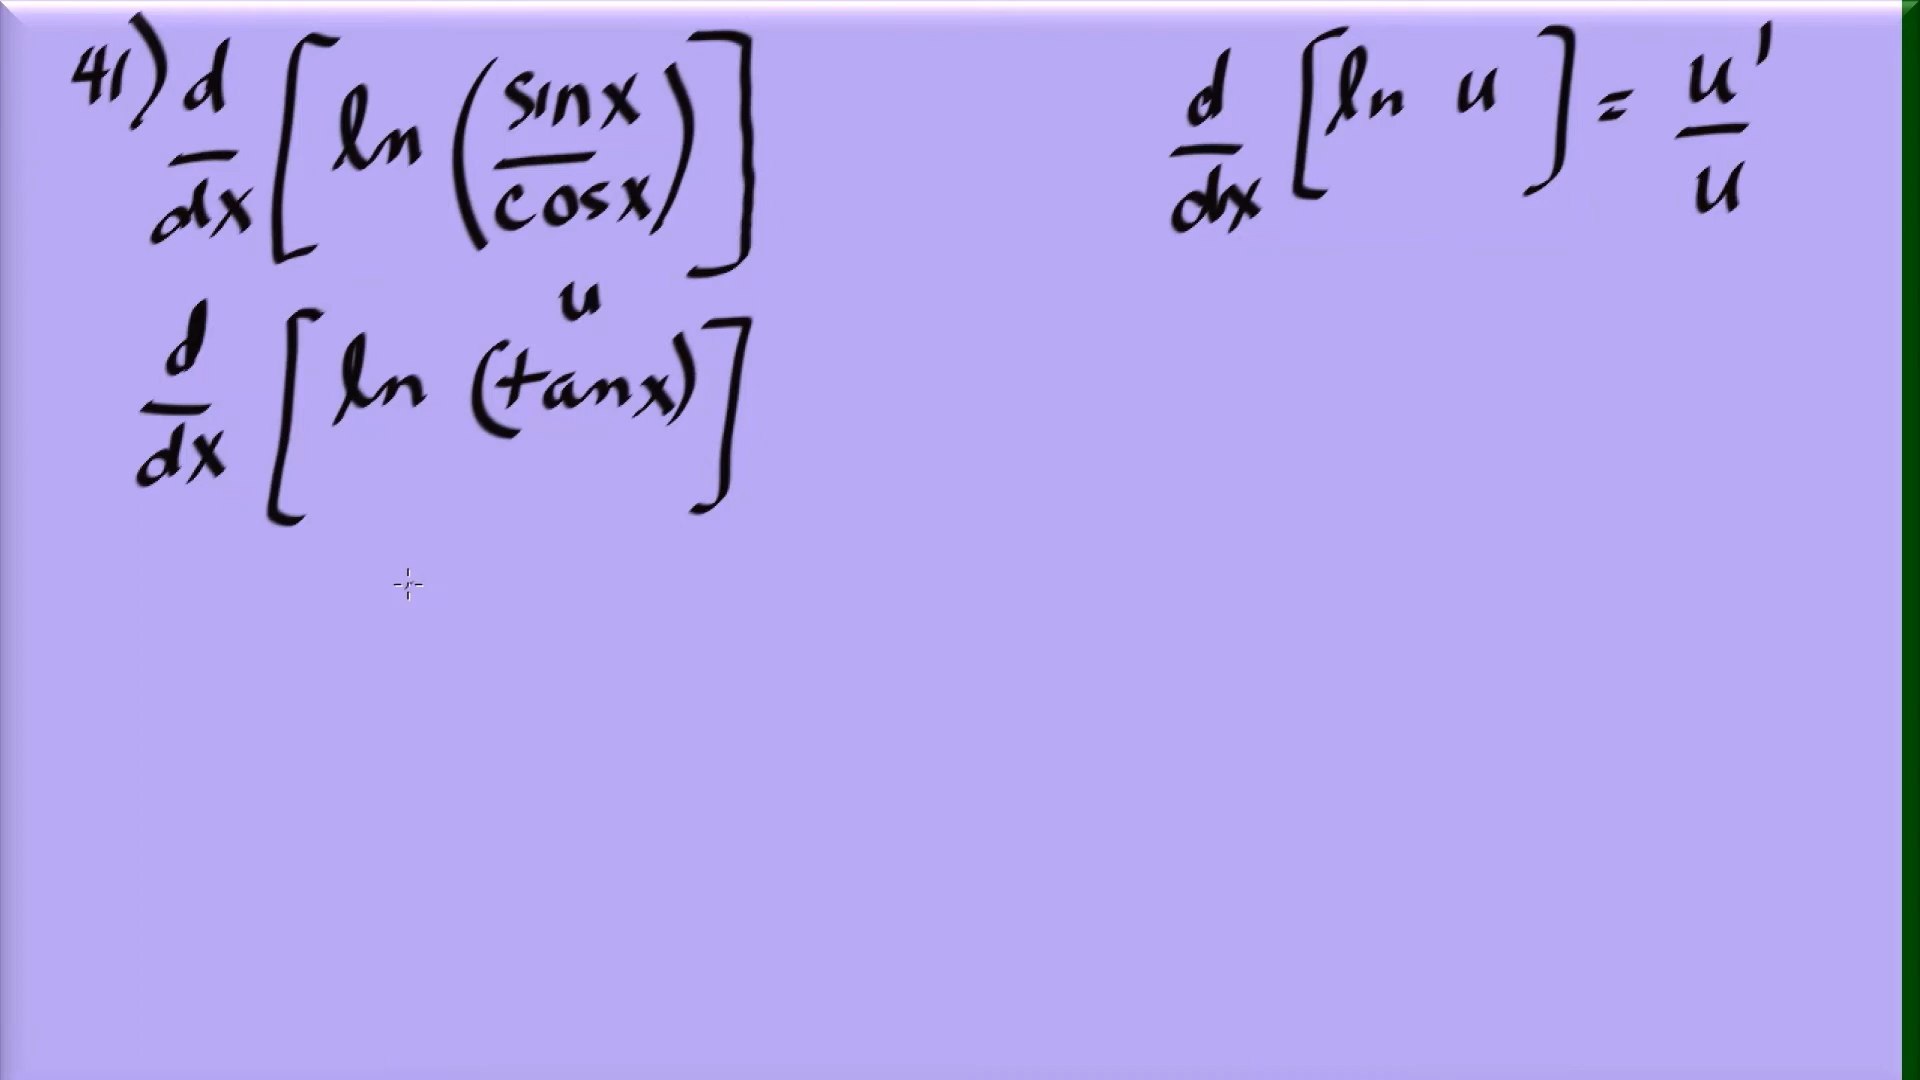 41) d/dx [ln (sinx/cosx)]
d/dx [ln u] = u'/u
u
d/dx [ln (tanx)]